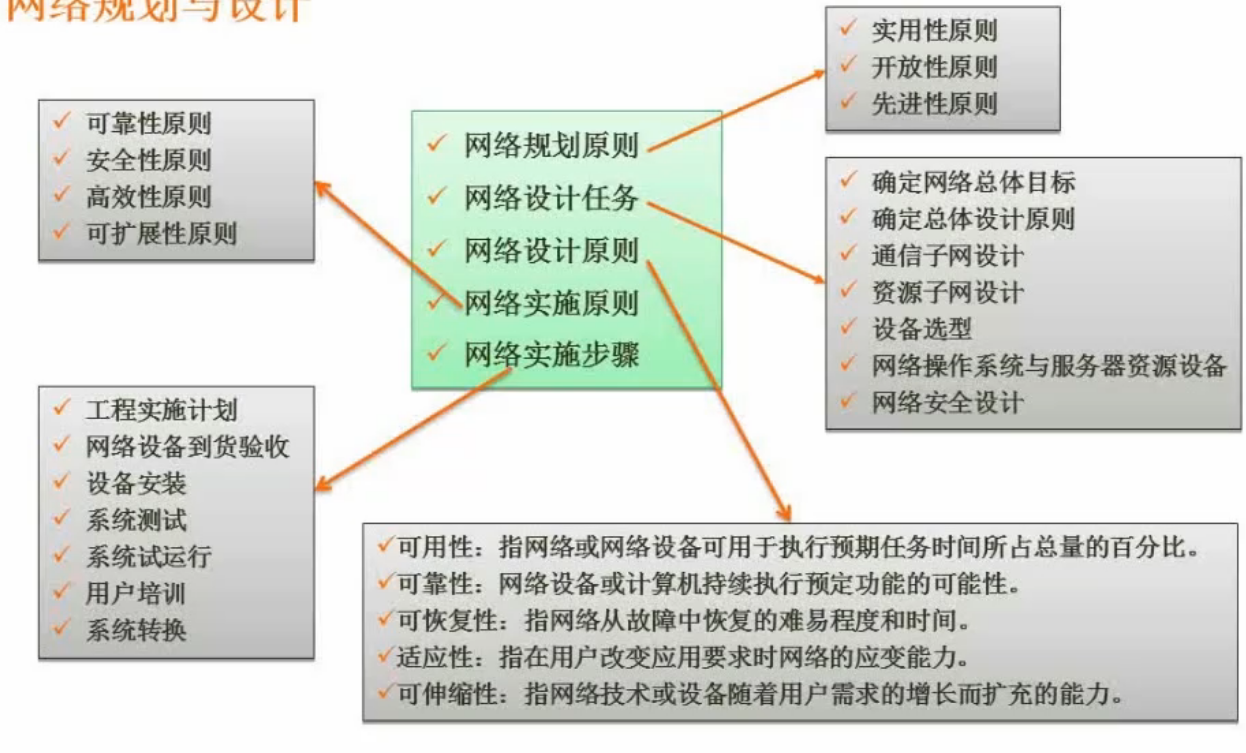 网络规划与设计
实用性原则
开放性原则
先进性原则
可靠性原则
安全性原则
高效性原则
可扩展性原则
网络规划原则
网络设计任务
网络设计原则
网络实施原则
网络实施步骤
确定网络总体目标
确定总体设计原则
通信子网设计
资源子网设计
设备选型
网络操作系统与服务器资源设备
网络安全设计
工程实施计划
网络设备到货验收
设备安装
系统测试
系统试运行
用户培训
系统转换
可用性：指网络或网络设备可用于执行预期任务时间所占总量的百分比。
可靠性：网络设备或计算机持续执行预定功能的可能性。
可恢复性：指网络从故障中恢复的难易程度和时间。
适应性：指在用户改变应用要求时网络的应变能力。
可伸缩性：指网络技术或设备随着用户需求的增长而扩充的能力。